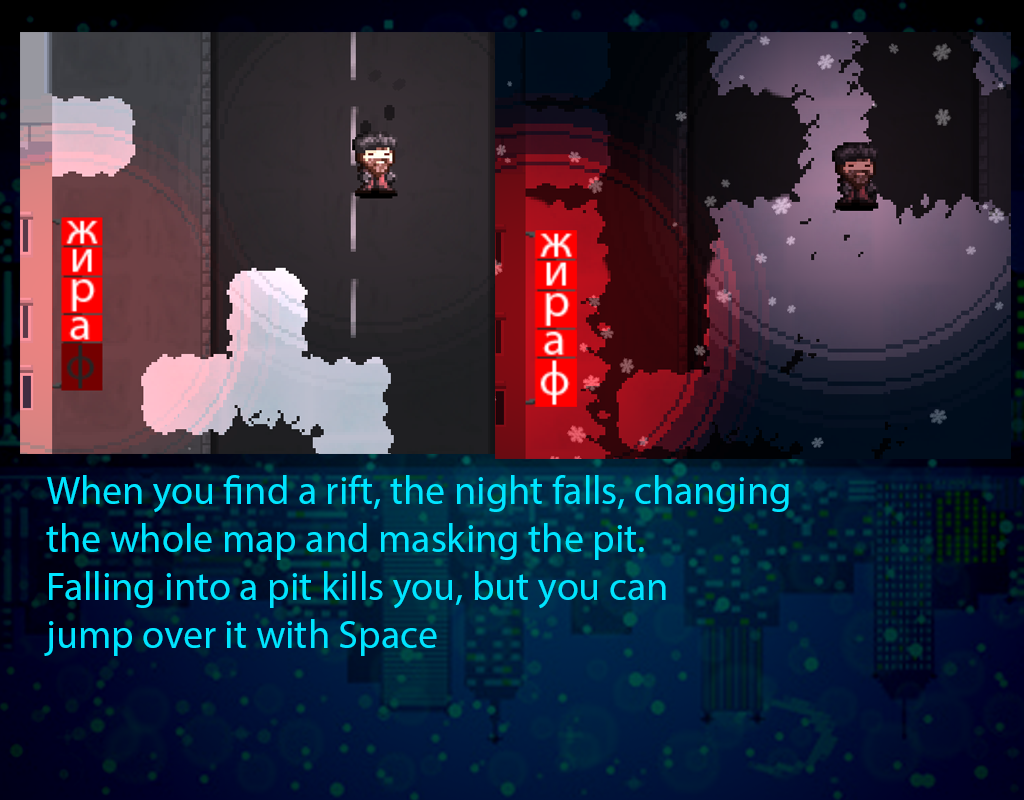 жираф
жираф
When you find a rift, the night falls, changing
the whole map and masking the pit.
Falling into a pit kills you, but you can
jump over it with Space